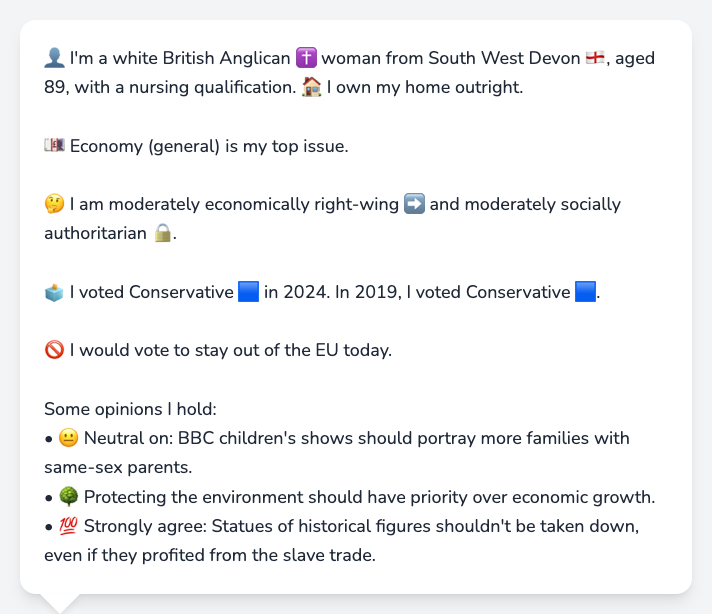 👤 I'm a white British Anglican ✝️ woman from South West Devon 🏴󠁧󠁢󠁥󠁮󠁧󠁿, aged
89, with a nursing qualification. 🏠 I own my home outright.
💷 Economy (general) is my top issue.
🤔 I am moderately economically right-wing ➡️ and moderately socially
authoritarian 🔒.
🗳️ I voted Conservative 🟦 in 2024. In 2019, I voted Conservative 🟦.
🚫 I would vote to stay out of the EU today.
Some opinions I hold:
• 😐 Neutral on: BBC children's shows should portray more families with
same-sex parents.
• 🌳 Protecting the environment should have priority over economic growth.
• 💯 Strongly agree: Statues of historical figures shouldn't be taken down,
even if they profited from the slave trade.